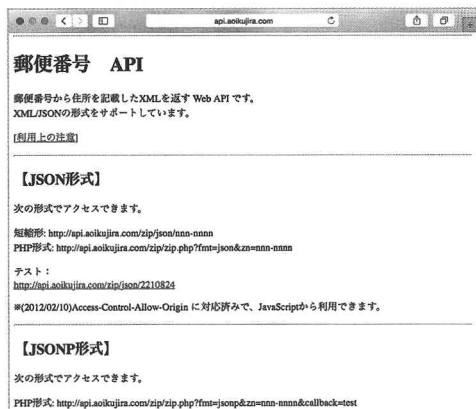 api.aoikujira.com
郵便番号 API
郵便番号から住所を記載したXMLを返す Web API です。
XML/JSONの形式をサポートしています。
[利用上の注意]
【JSON形式】
次の形式でアクセスできます。
短縮形: http://api.aoikujira.com/zip/json/nnn-nnnn
PHP形式: http://api.aoikujira.com/zip/zip.php?fmt=json&zn=nnn-nnnn
テスト：
http://api.aoikujira.com/zip/json/2210824
※(2012/02/10)Access-Control-Allow-Origin に対応済みで、JavaScriptから利用できます。
【JSONP形式】
次の形式でアクセスできます。
PHP形式: http://api.aoikujira.com/zip/zip.php?fmt=jsonp&zn=nnn-nnnn&callback=test